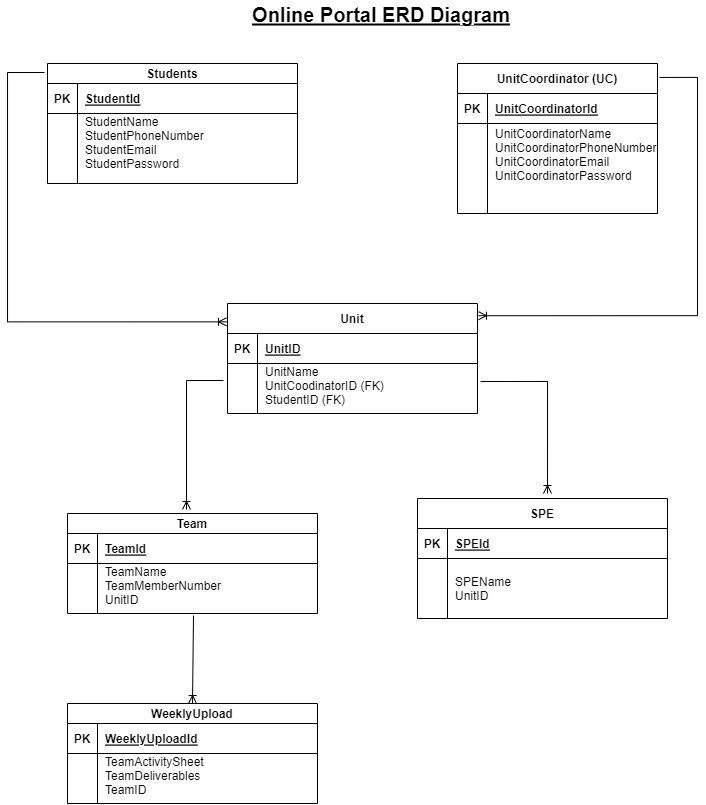 Online Portal ERD Diagram
Students
PK StudentId
StudentName
StudentPhoneNumber
StudentEmail
StudentPassword
UnitCoordinator (UC)
PK UnitCoordinatorId
UnitCoordinatorName
UnitCoordinatorPhoneNumber
UnitCoordinatorEmail
UnitCoordinatorPassword
Unit
PK UnitID
UnitName
UnitCoodinatorID (FK)
StudentID (FK)
Team
PK TeamId
TeamName
TeamMemberNumber
UnitID
SPE
PK SPEId
SPEName
UnitID
WeeklyUpload
PK WeeklyUploadId
TeamActivitySheet
TeamDeliverables
TeamID